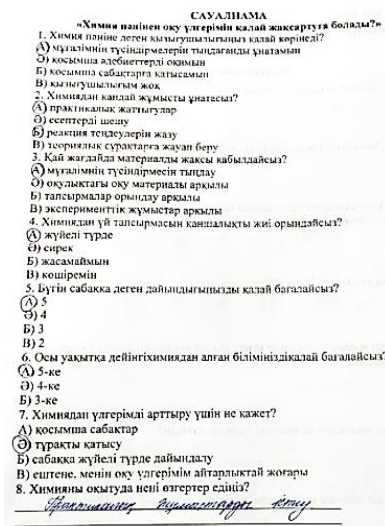 САУАЛНАМА
«Химия пәнінен оқу үлгерімін қалай жақсартуға болады?»
1. Химия пәніне деген қызығушылығыңыз қалай көрінеді?
А) мұғалімнің түсіндірмелерін тыңдағанды ұнатамын
Ә) қосымша әдебиеттерді оқимын
Б) қосымша сабақтарға қатысамын
В) қызығушылығым жоқ
2. Химиядан қандай жұмысты ұнатасыз?
А) практикалық жаттығулар
Ә) есептерді шешу
Б) реакция теңдеулерін жазу
В) теориялық сұрақтарға жауап беру
3. Қай жағдайда материалды жақсы қабылдайсыз?
А) мұғалімнің түсіндірмесін тыңдау
Ә) оқулықтағы оқу материалы арқылы
Б) тапсырмалар орындау арқылы
В) эксперименттік жұмыстар арқылы
4. Химиядан үй тапсырмасын қаншалықты жиі орындайсыз?
А) жүйелі түрде
Ә) сирек
Б) жасамаймын
В) көшіремін
5. Бүгін сабаққа деген дайындығыңызды қалай бағалайсыз?
А) 5
Ә) 4
Б) 3
В) 2
6. Осы уақытқа дейінгіхимиядан алған біліміңіздіқалай бағалайсыз?
А) 5-ке
Ә) 4-ке
Б) 3-ке
7. Химиядан үлгерімді арттыру үшін не қажет?
А) қосымша сабақтар
Ә) тұрақты қатысу
Б) сабаққа жүйелі түрде дайындалу
В) ештеңе, менің оқу үлгерімім айтарлықтай жоғары
8. Химияны оқытуда нені өзгертер едіңіз?
Практикалық жұмыстарды